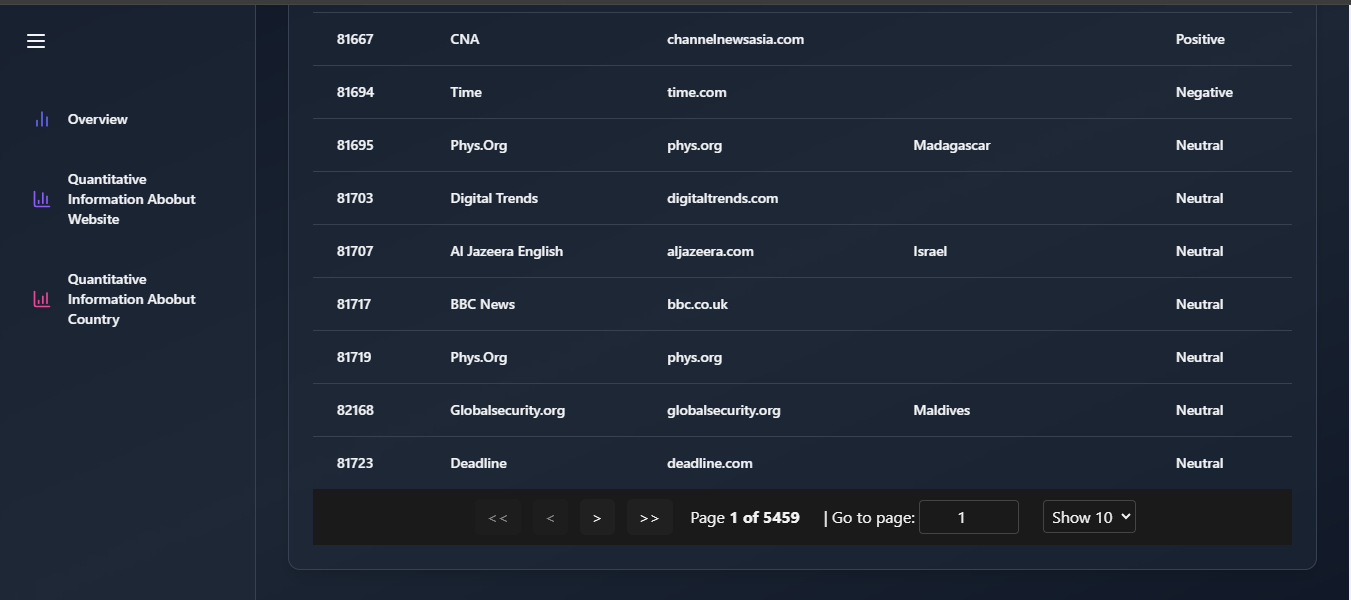 Overview
Quantitative
Information Abobut
Website
Quantitative
Information Abobut
Country
81667 CNA channelnewsasia.com Positive
81694 Time time.com Negative
81695 Phys.Org phys.org Madagascar Neutral
81703 Digital Trends digitaltrends.com Neutral
81707 Al Jazeera English aljazeera.com Israel Neutral
81717 BBC News bbc.co.uk Neutral
81719 Phys.Org phys.org Neutral
82168 Globalsecurity.org globalsecurity.org Maldives Neutral
81723 Deadline deadline.com Neutral
<< < > >> Page 1 of 5459 | Go to page: 1 Show 10